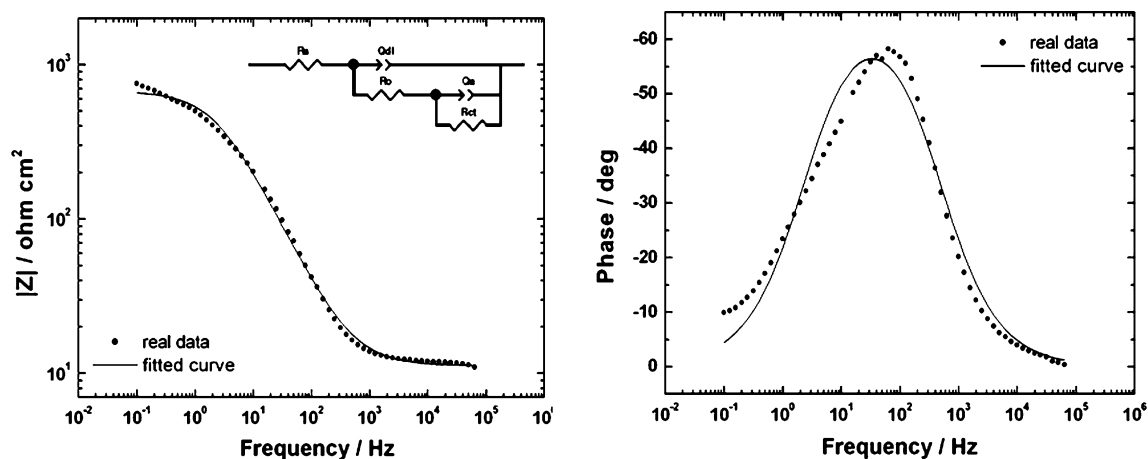 10³
10²
10¹
|Z| / ohm cm²
Rs
Qdl
Rct
real data
fitted curve
10⁻² 10⁻¹ 10⁰ 10¹ 10² 10³ 10⁴ 10⁵
Frequency / Hz
-60
-50
-40
-30
-20
-10
0
Phase / deg
real data
fitted curve
10⁻² 10⁻¹ 10⁰ 10¹ 10² 10³ 10⁴ 10⁵ 10⁶
Frequency / Hz